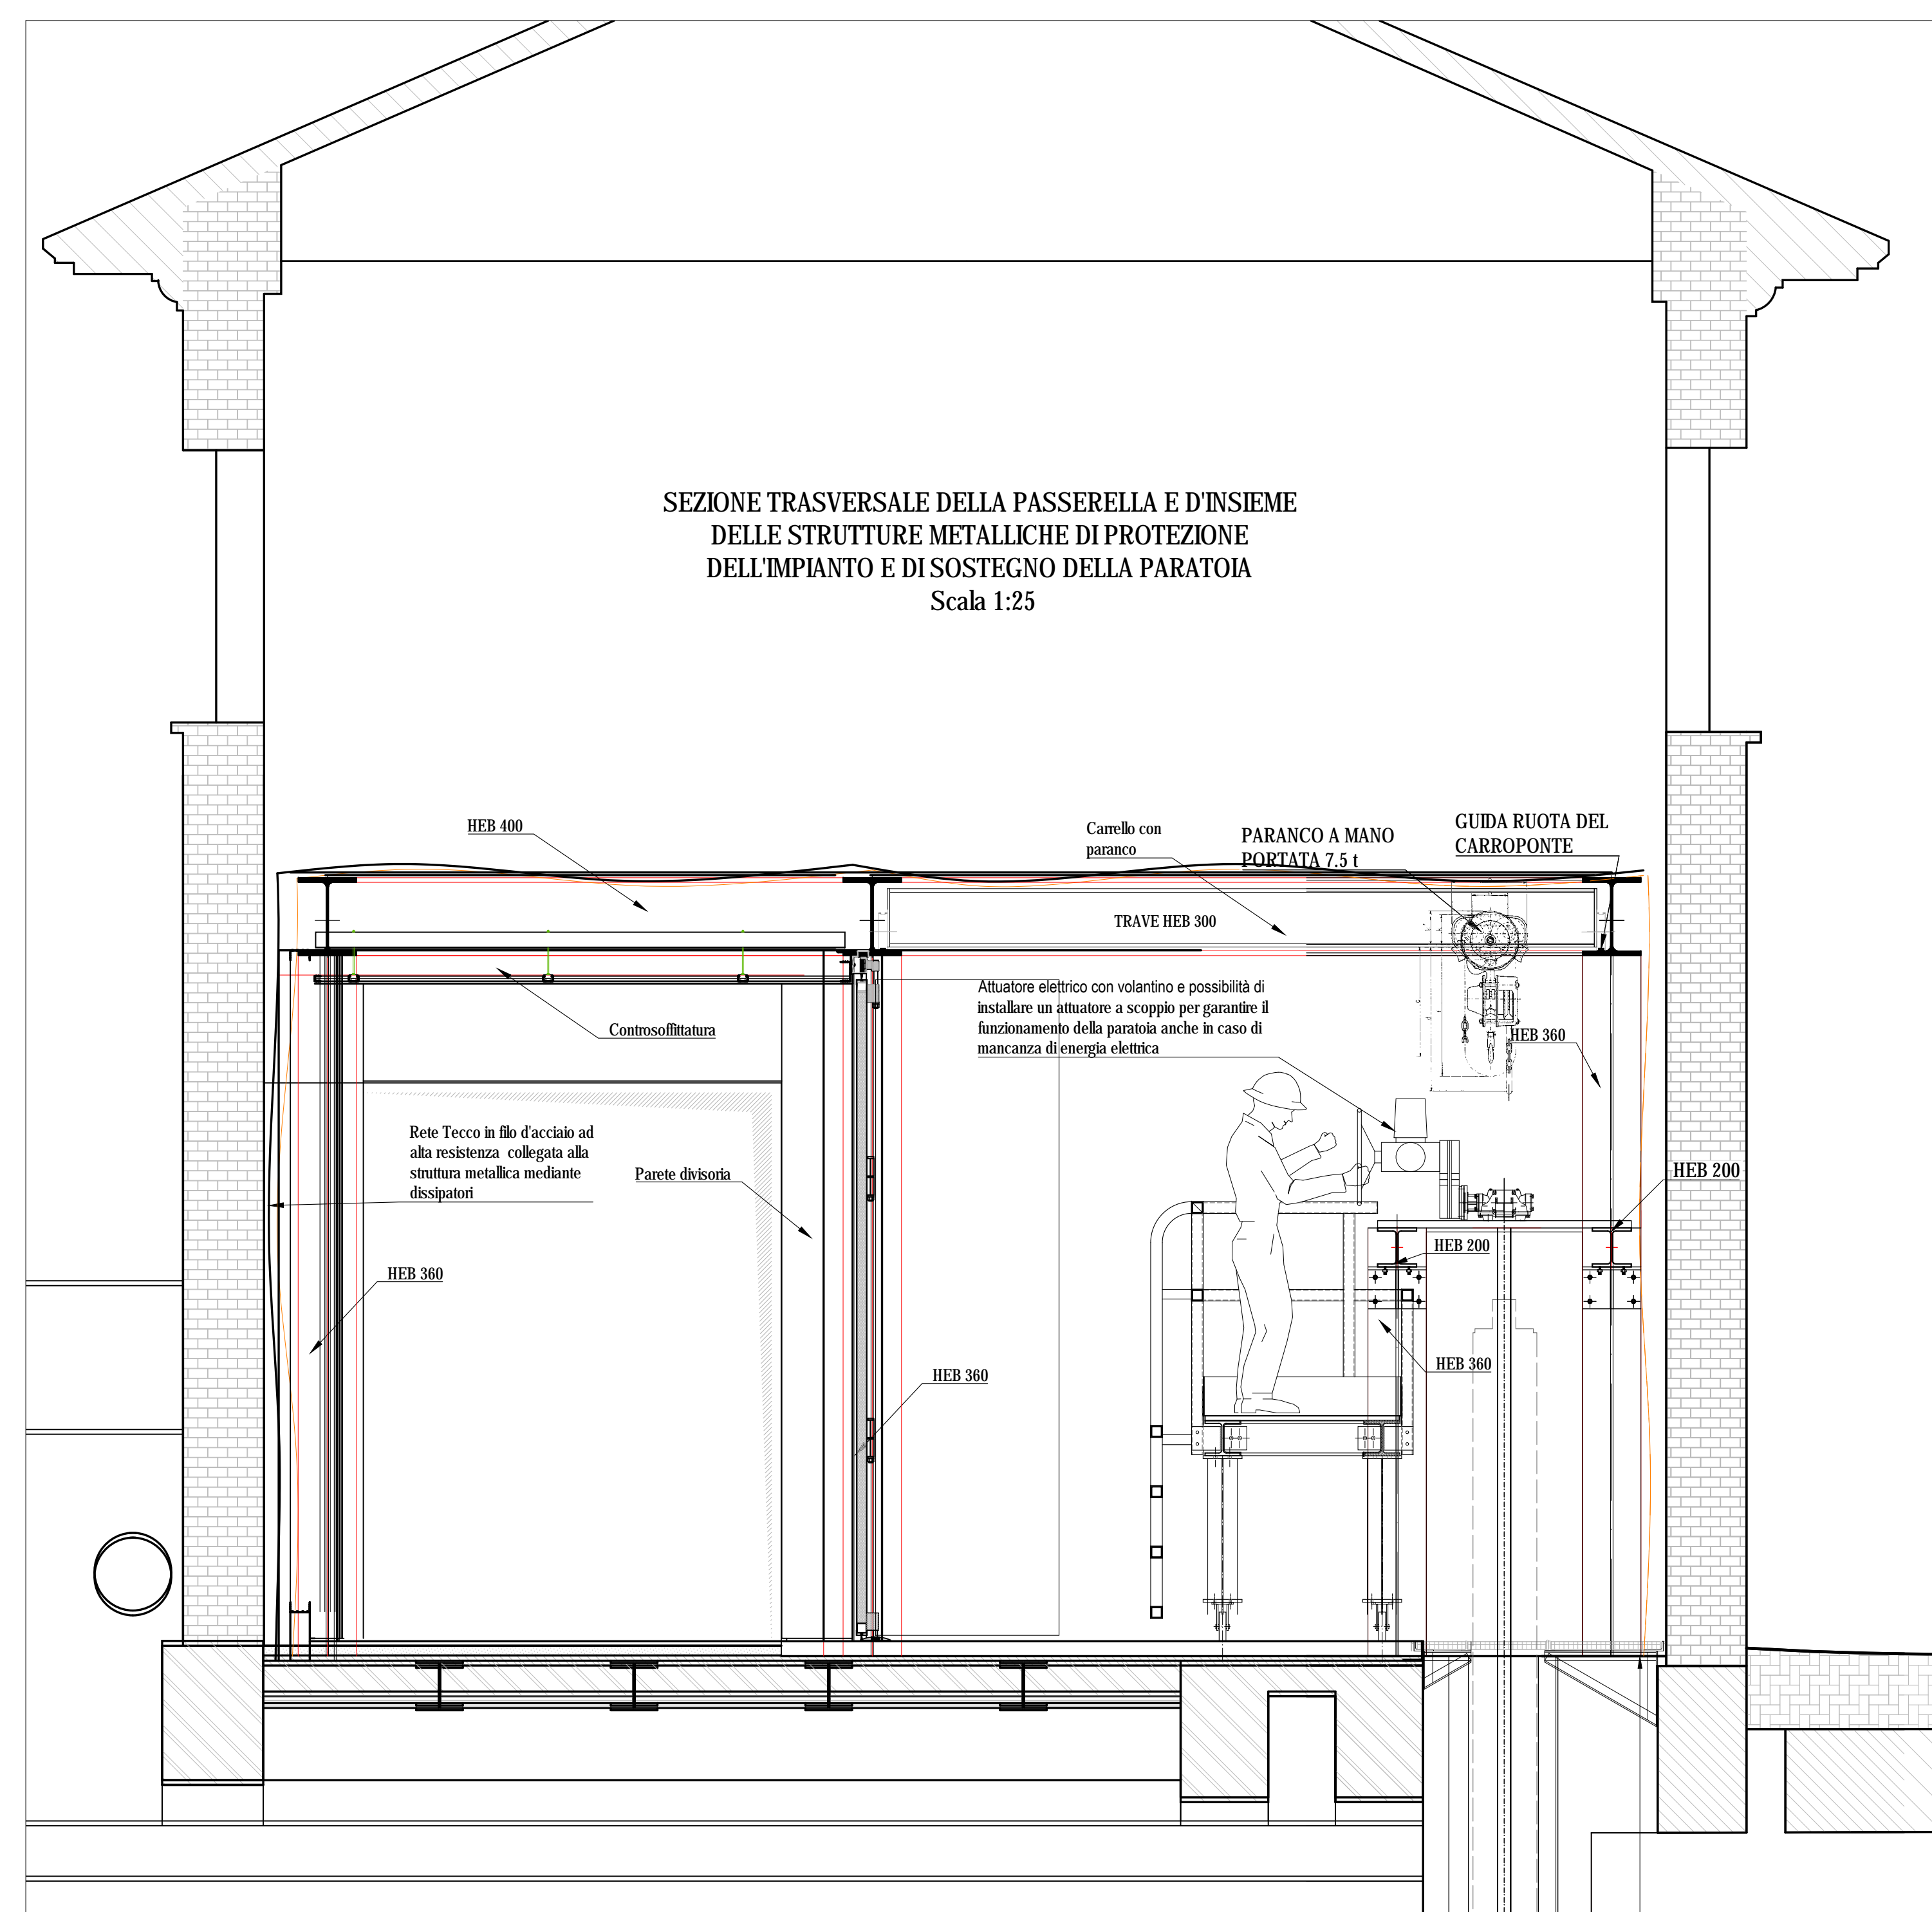 SEZIONE TRASVERSALE DELLA PASSERELLA E D'INSIEME
DELLE STRUTTURE METALLICHE DI PROTEZIONE
DELL'IMPIANTO E DI SOSTEGNO DELLA PARATOIA
Scala 1:25
HEB 400
Carrello con
paranco
PARANCO A MANO
PORTATA 7.5 t
GUIDA RUOTA DEL
CARROPONTE
TRAVE HEB 300
Controsoffittatura
Attuatore elettrico con volantino e possibilità di
installare un attuatore a scoppio per garantire il
funzionamento della paratoia anche in caso di
mancanza di energia elettrica
HEB 360
Rete Tecco in filo d'acciaio ad
alta resistenza collegata alla
struttura metallica mediante
dissipatori
Parete divisoria
HEB 200
HEB 200
HEB 360
HEB 360
HEB 360